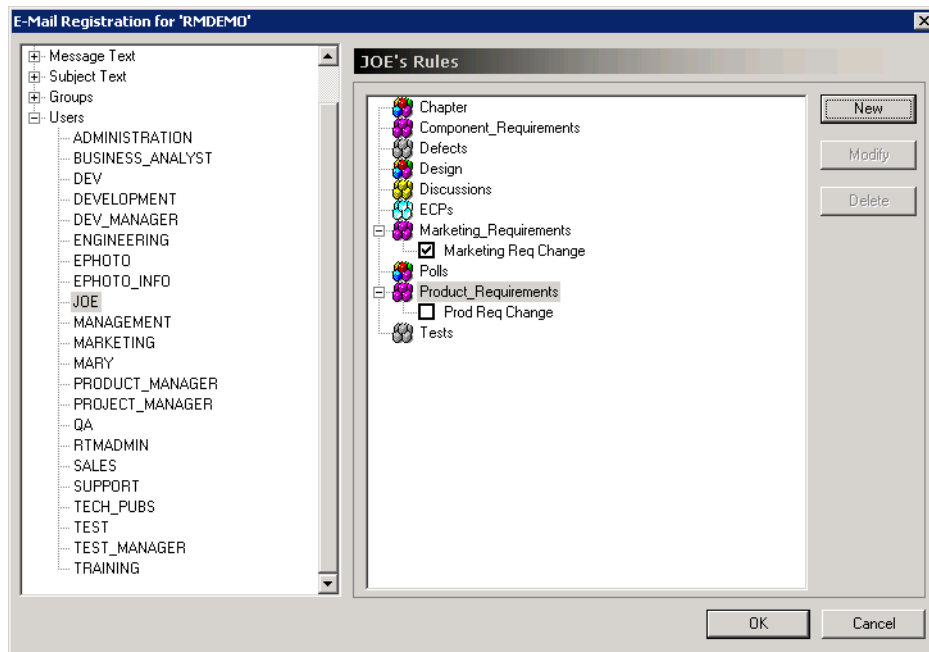 E-Mail Registration for 'RMDEMO'
Message Text
Subject Text
Groups
Users
ADMINISTRATION
BUSINESS_ANALYST
DEV
DEVELOPMENT
DEV_MANAGER
ENGINEERING
EPHOTO
EPHOTO_INFO
JOE
MANAGEMENT
MARKETING
MARY
PRODUCT_MANAGER
PROJECT_MANAGER
QA
RTMADMIN
SALES
SUPPORT
TECH_PUBS
TEST
TEST_MANAGER
TRAINING
JOE's Rules
Chapter
Component_Requirements
Defects
Design
Discussions
ECPs
Marketing_Requirements
Marketing Req Change
Polls
Product_Requirements
Prod Req Change
Tests
New
Modify
Delete
OK
Cancel